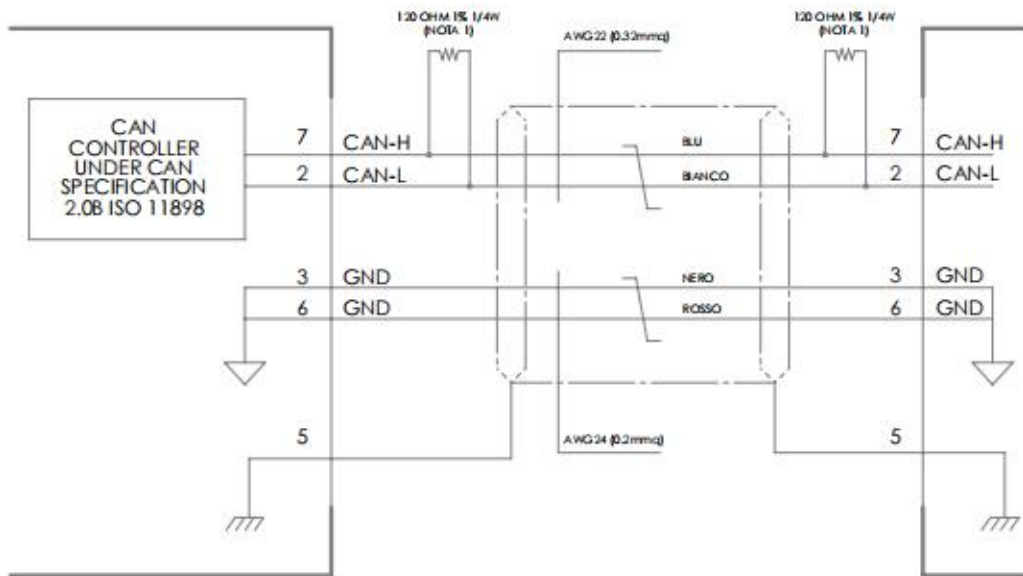 120 OHM 1% 1/4W
(NOTA 1)
120 OHM 1% 1/4W
(NOTA 1)
AWG22 (0.32mmq)
CAN
CONTROLLER
UNDER CAN
SPECIFICATION
2.0B ISO 11898
7 CAN-H
BLU
7 CAN-H
2 CAN-L
BIANCO
2 CAN-L
3 GND
NERO
3 GND
6 GND
ROSSO
6 GND
5
AWG24 (0.2mmq)
5